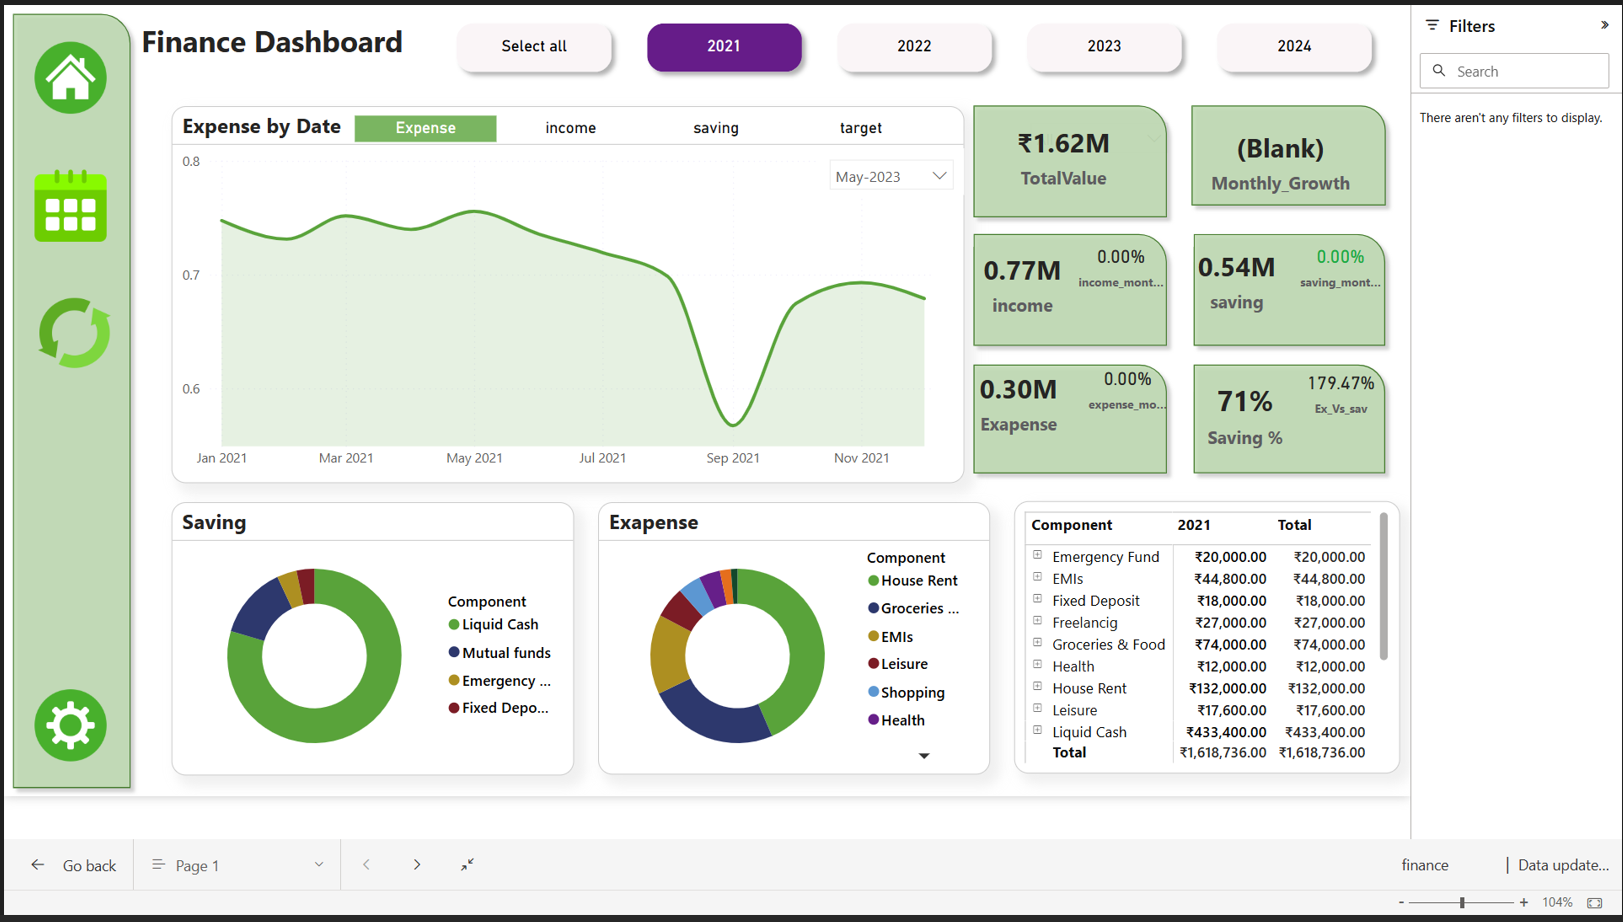 Finance Dashboard
Select all
2021
2022
2023
2024
Filters
Search
There aren't any filters to display.
Expense by Date
Expense
income
saving
target
May-2023
0.8
0.7
0.6
Jan 2021
Mar 2021
May 2021
Jul 2021
Sep 2021
Nov 2021
₹1.62M
TotalValue
(Blank)
Monthly_Growth
0.77M
income
0.00%
income_mont...
0.54M
saving
0.00%
saving_mont...
0.30M
Exapense
0.00%
expense_mo...
71%
Saving %
179.47%
Ex_Vs_sav
Saving
Component
Liquid Cash
Mutual funds
Emergency ...
Fixed Depo...
Exapense
Component
House Rent
Groceries ...
EMIs
Leisure
Shopping
Health
Component 2021 Total
Emergency Fund ₹20,000.00 ₹20,000.00
EMIs ₹44,800.00 ₹44,800.00
Fixed Deposit ₹18,000.00 ₹18,000.00
Freelancig ₹27,000.00 ₹27,000.00
Groceries & Food ₹74,000.00 ₹74,000.00
Health ₹12,000.00 ₹12,000.00
House Rent ₹132,000.00 ₹132,000.00
Leisure ₹17,600.00 ₹17,600.00
Liquid Cash ₹433,400.00 ₹433,400.00
Total ₹1,618,736.00 ₹1,618,736.00
Go back
Page 1
finance | Data update...
- + 104%